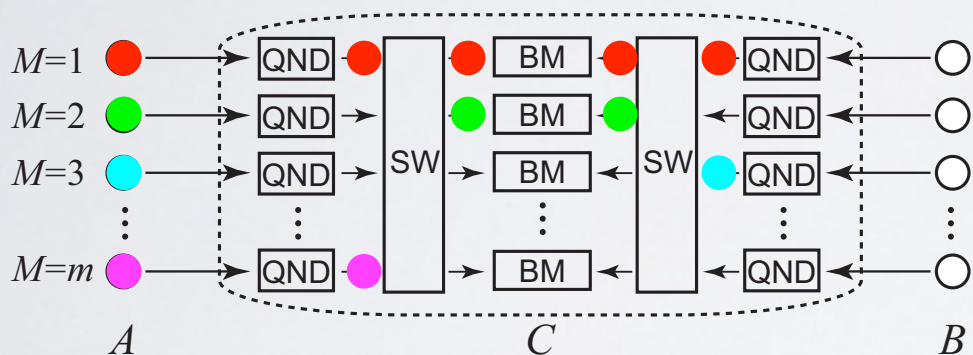 M=1 QND BM QND
M=2 QND BM QND
SW SW
M=3 QND BM QND
M=m QND BM QND
A C B